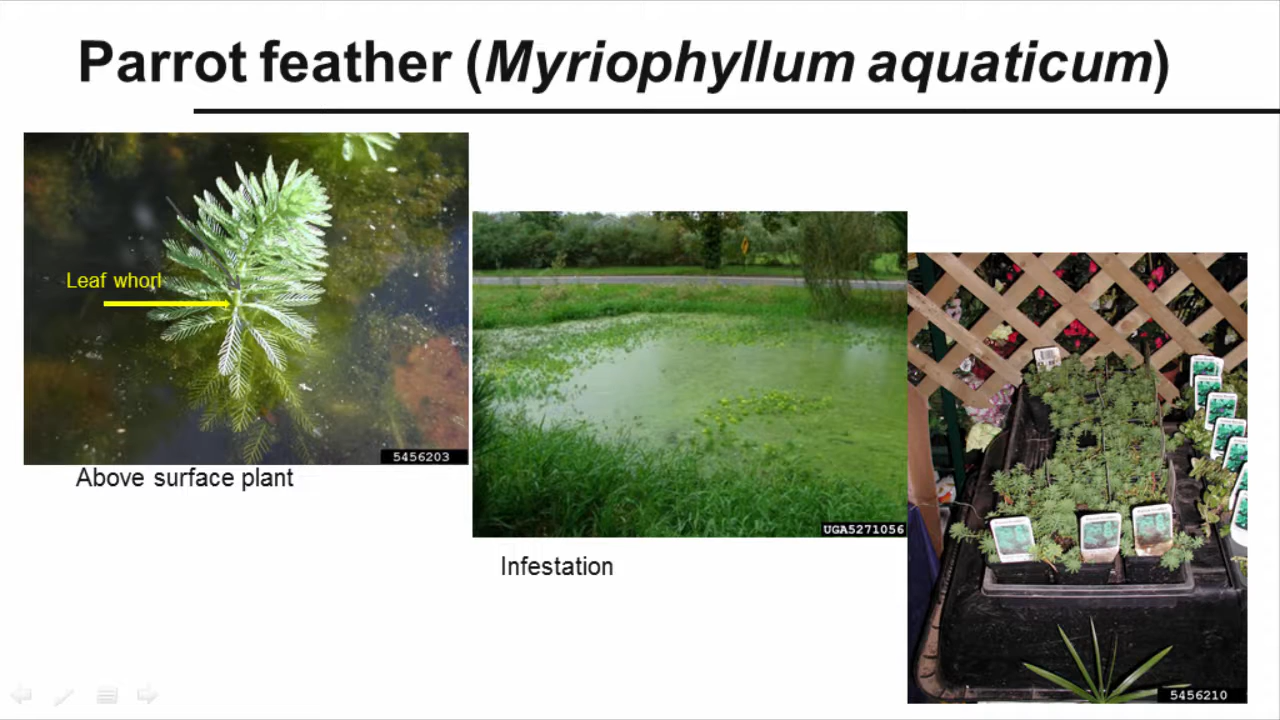 Parrot feather (Myriophyllum aquaticum)
Leaf whorl
5456203
Above surface plant
UGA5271056
Infestation
5456210